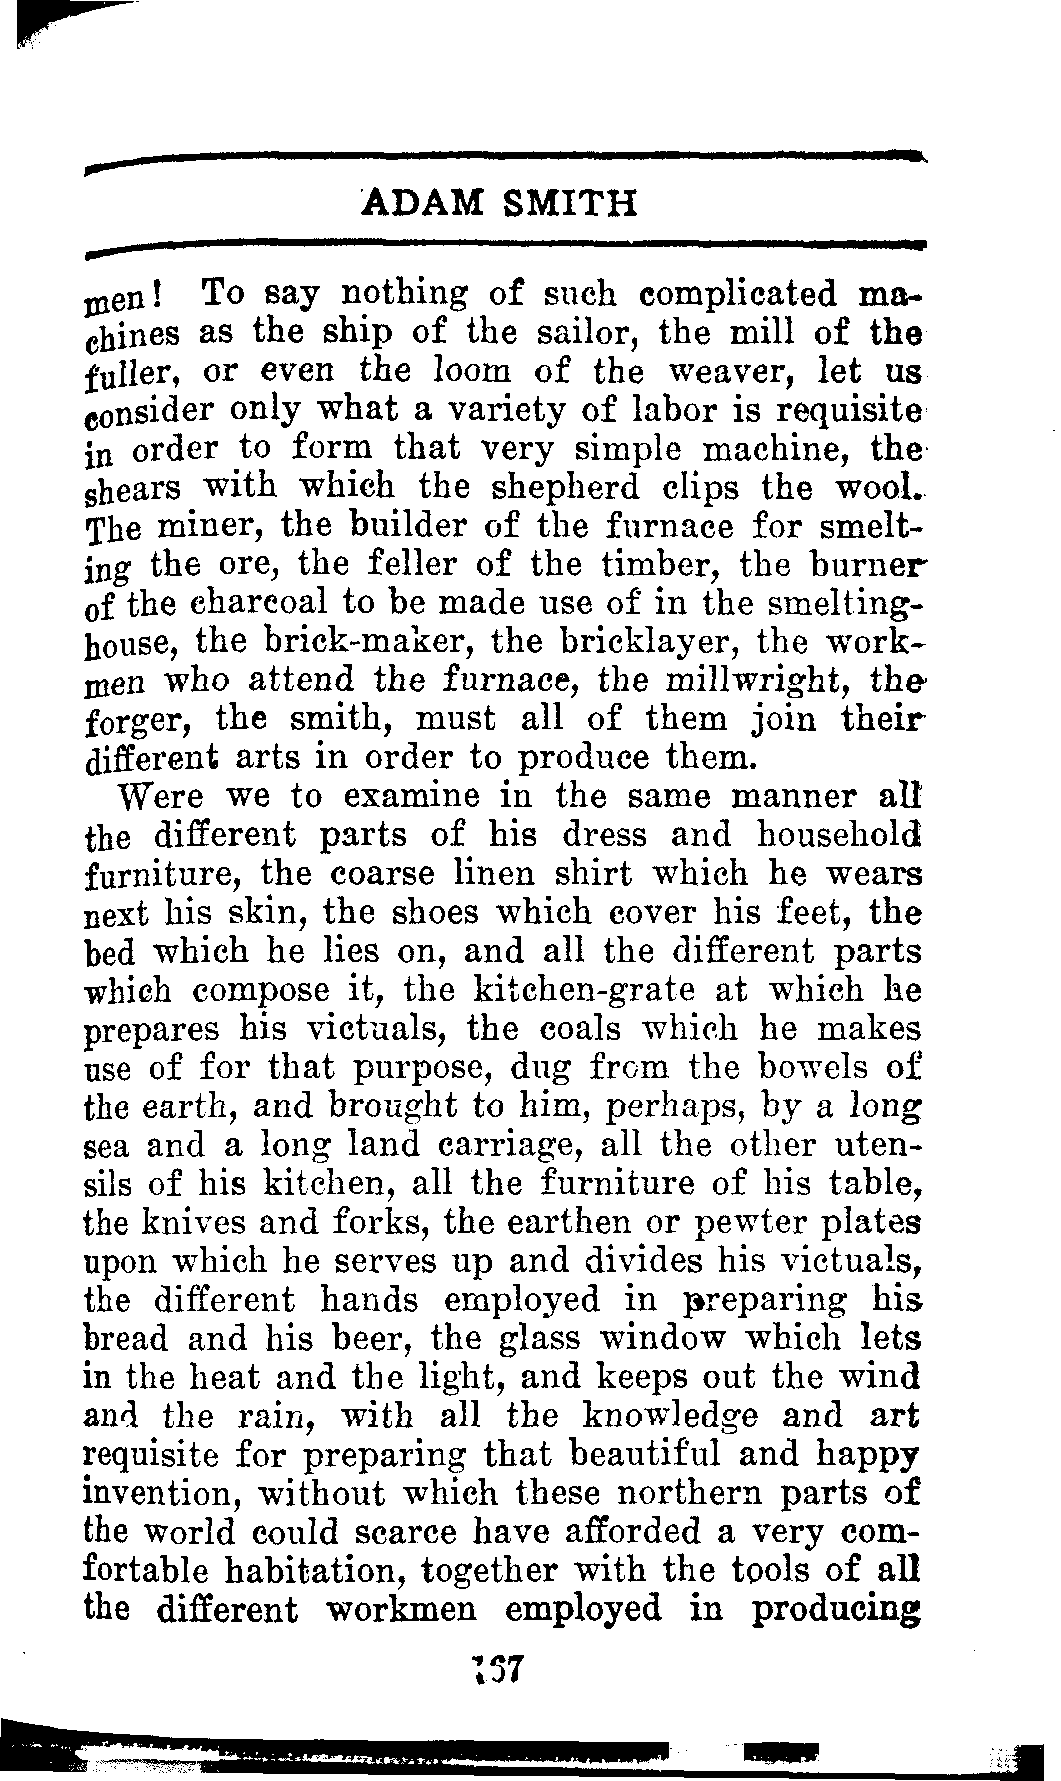 ADAM SMITH
men! To say nothing of such complicated ma-
chines as the ship of the sailor, the mill of the
fuller, or even the loom of the weaver, let us
consider only what a variety of labor is requisite
in order to form that very simple machine, the
shears with which the shepherd clips the wool.
The miner, the builder of the furnace for smelt-
ing the ore, the feller of the timber, the burner
of the charcoal to be made use of in the smelting-
house, the brick-maker, the bricklayer, the work-
men who attend the furnace, the millwright, the
forger, the smith, must all of them join their
different arts in order to produce them.
Were we to examine in the same manner all
the different parts of his dress and household
furniture, the coarse linen shirt which he wears
next his skin, the shoes which cover his feet, the
bed which he lies on, and all the different parts
which compose it, the kitchen-grate at which he
prepares his victuals, the coals which he makes
use of for that purpose, dug from the bowels of
the earth, and brought to him, perhaps, by a long
sea and a long land carriage, all the other uten-
sils of his kitchen, all the furniture of his table,
the knives and forks, the earthen or pewter plates
upon which he serves up and divides his victuals,
the different hands employed in preparing his
bread and his beer, the glass window which lets
in the heat and the light, and keeps out the wind
and the rain, with all the knowledge and art
requisite for preparing that beautiful and happy
invention, without which these northern parts of
the world could scarce have afforded a very com-
fortable habitation, together with the tools of all
the different workmen employed in producing